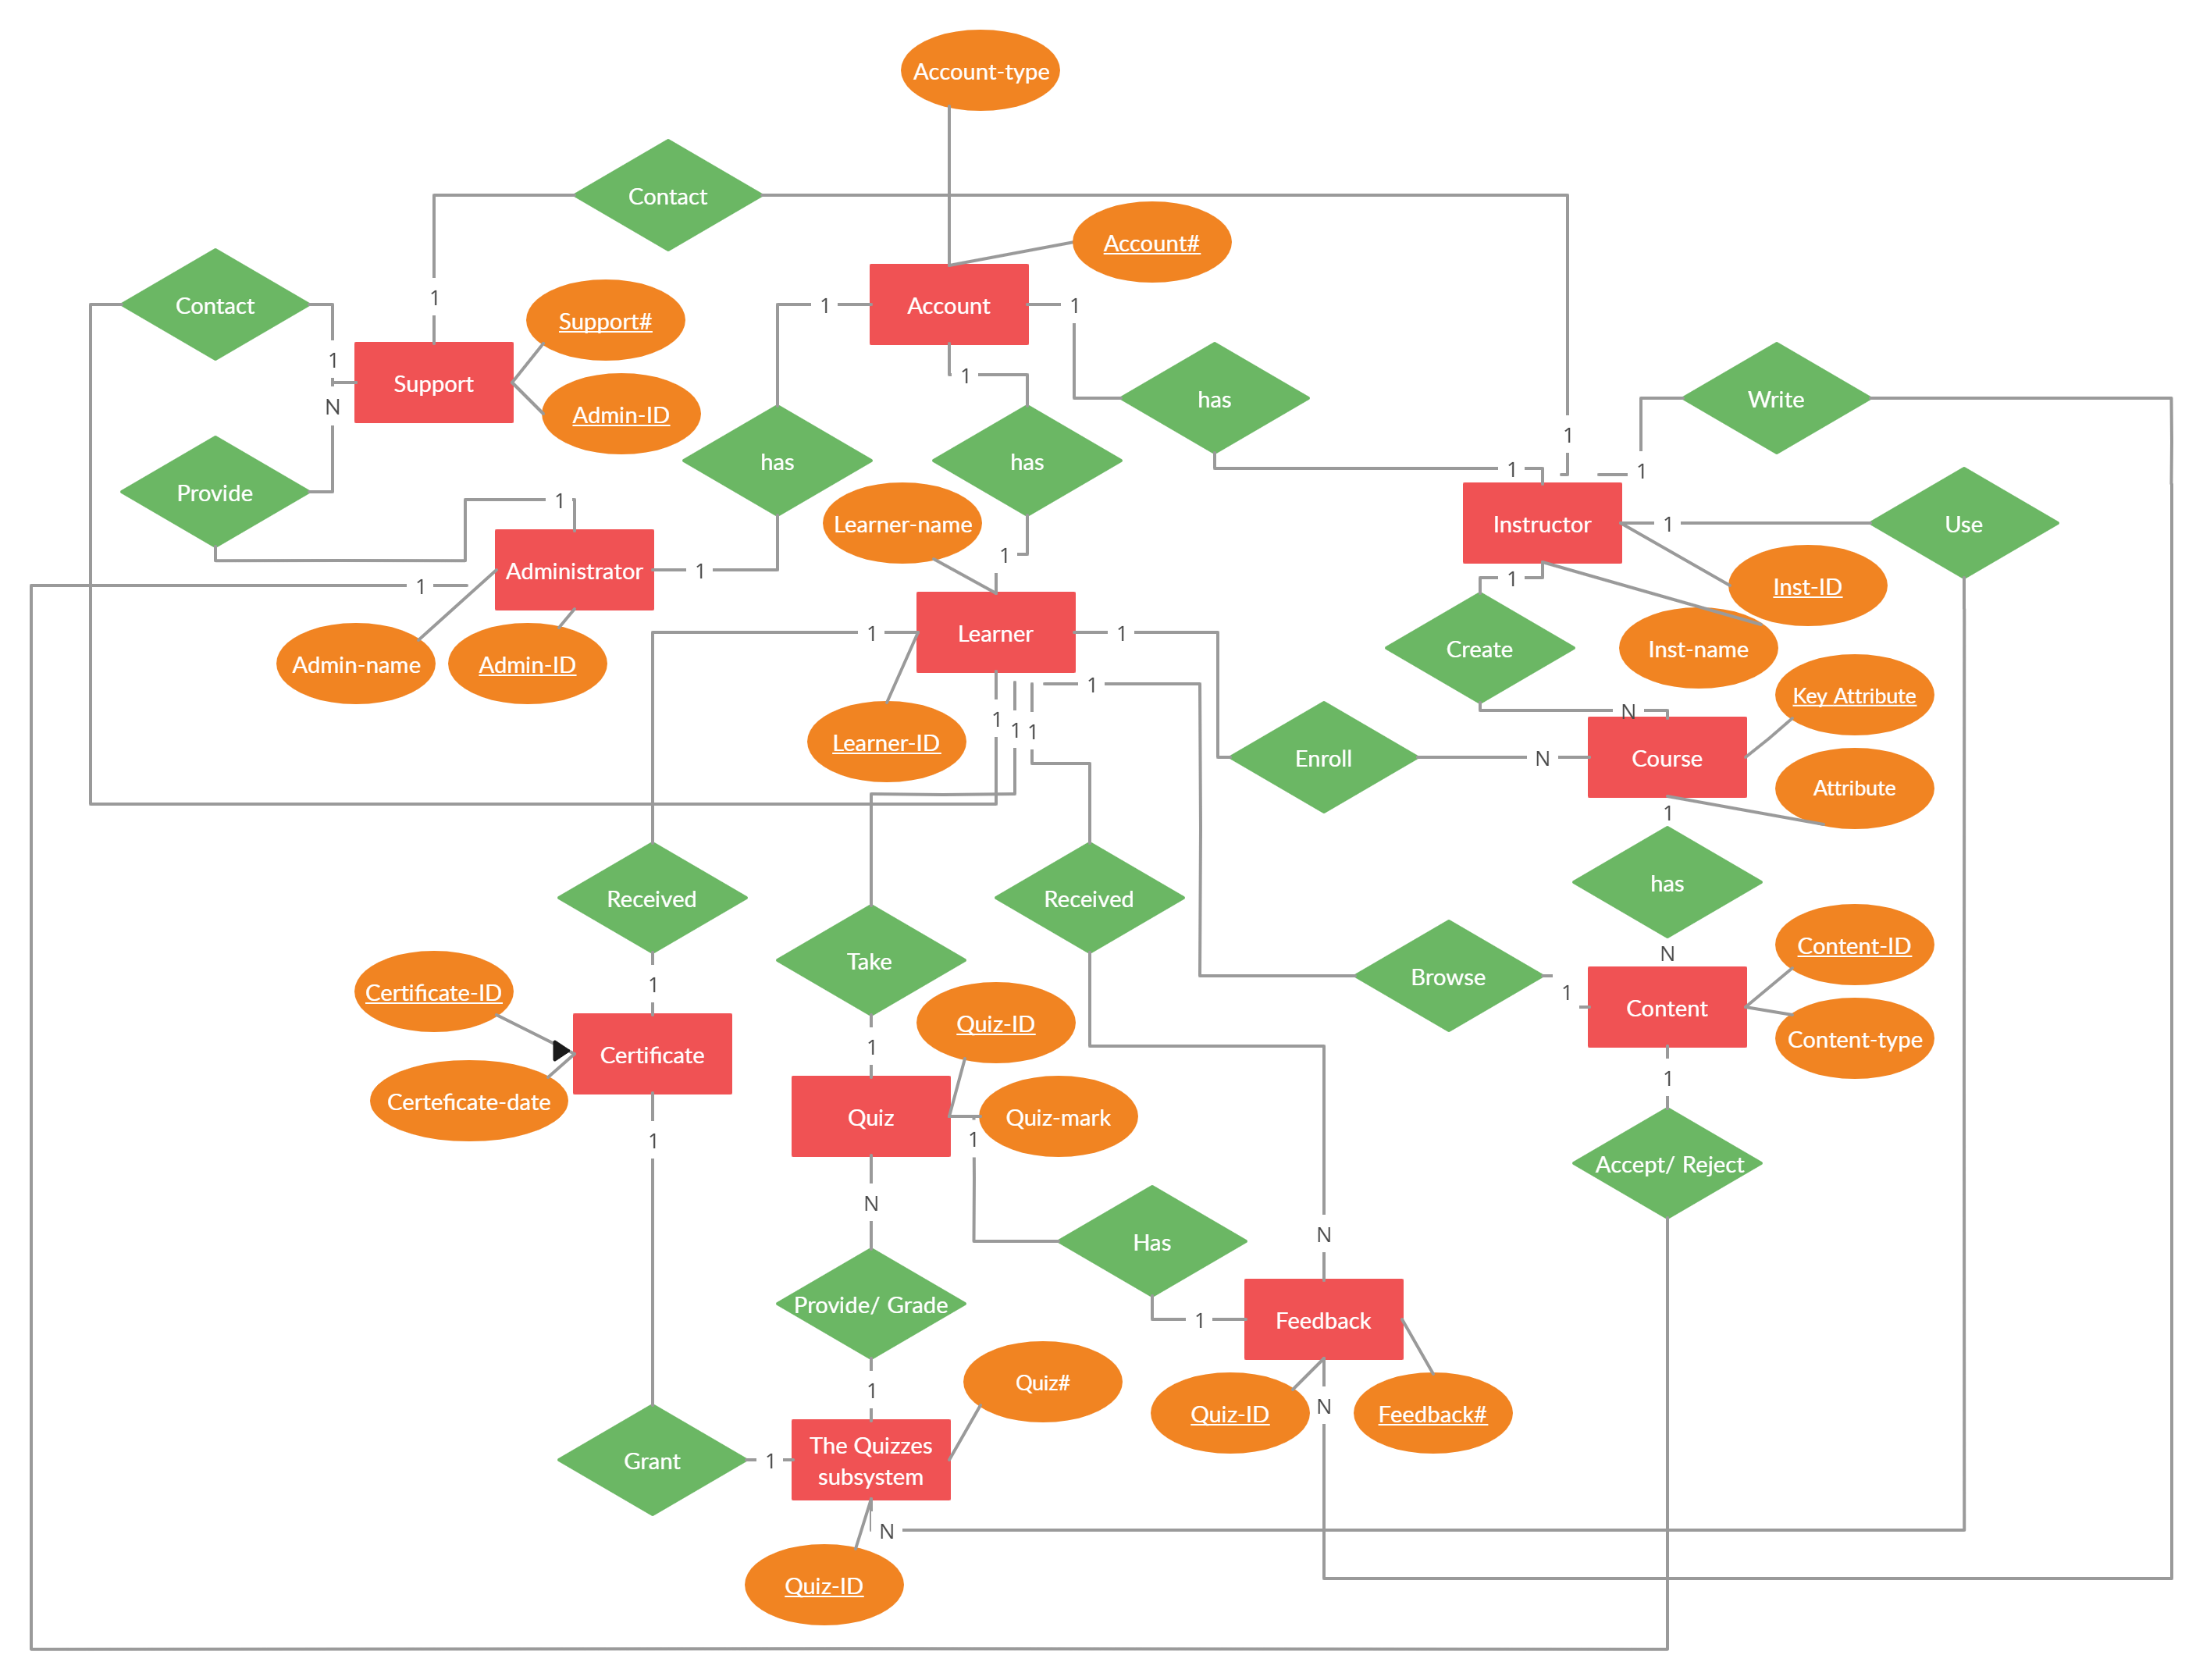 Account-type
Contact
Account#
1
Contact
Support#
1
Account
1
1
Support
1
1
has
Write
N
Admin-ID
1
has
has
1
1
Provide
1
Learner-name
Instructor
1
Use
1
Administrator
1
1
1
Inst-ID
1
Learner
1
Create
Inst-name
Admin-name
Admin-ID
1
Key Attribute
1
1
1
N
Learner-ID
Enroll
N
Course
Attribute
1
Received
Received
has
Take
Content-ID
N
Certificate-ID
1
Browse
1
Content
Quiz-ID
Content-type
Certificate
1
1
Certeficate-date
Quiz
Quiz-mark
1
1
Accept/ Reject
N
N
Has
Provide/ Grade
1
Feedback
1
Quiz#
Quiz-ID
N
Feedback#
Grant
1
The Quizzes
subsystem
N
Quiz-ID